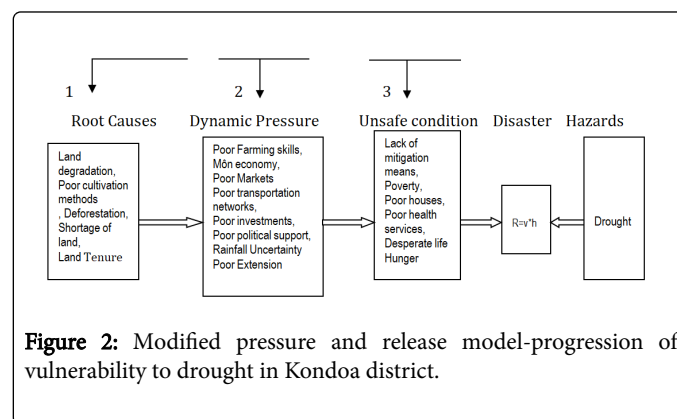 1 2 3
Root Causes Dynamic Pressure Unsafe condition Disaster Hazards
Land
degradation,
Poor cultivation
methods
, Deforestation,
Shortage of
land,
Land Tenure
Poor Farming skills,
Môn economy,
Poor Markets
Poor transportation
networks,
Poor investments,
Poor political support,
Rainfall Uncertainty
Poor Extension
Lack of
mitigation
means,
Poverty,
Poor houses,
Poor health
services,
Desperate life
Hunger
R=v*h
Drought
Figure 2: Modified pressure and release model-progression of
vulnerability to drought in Kondoa district.